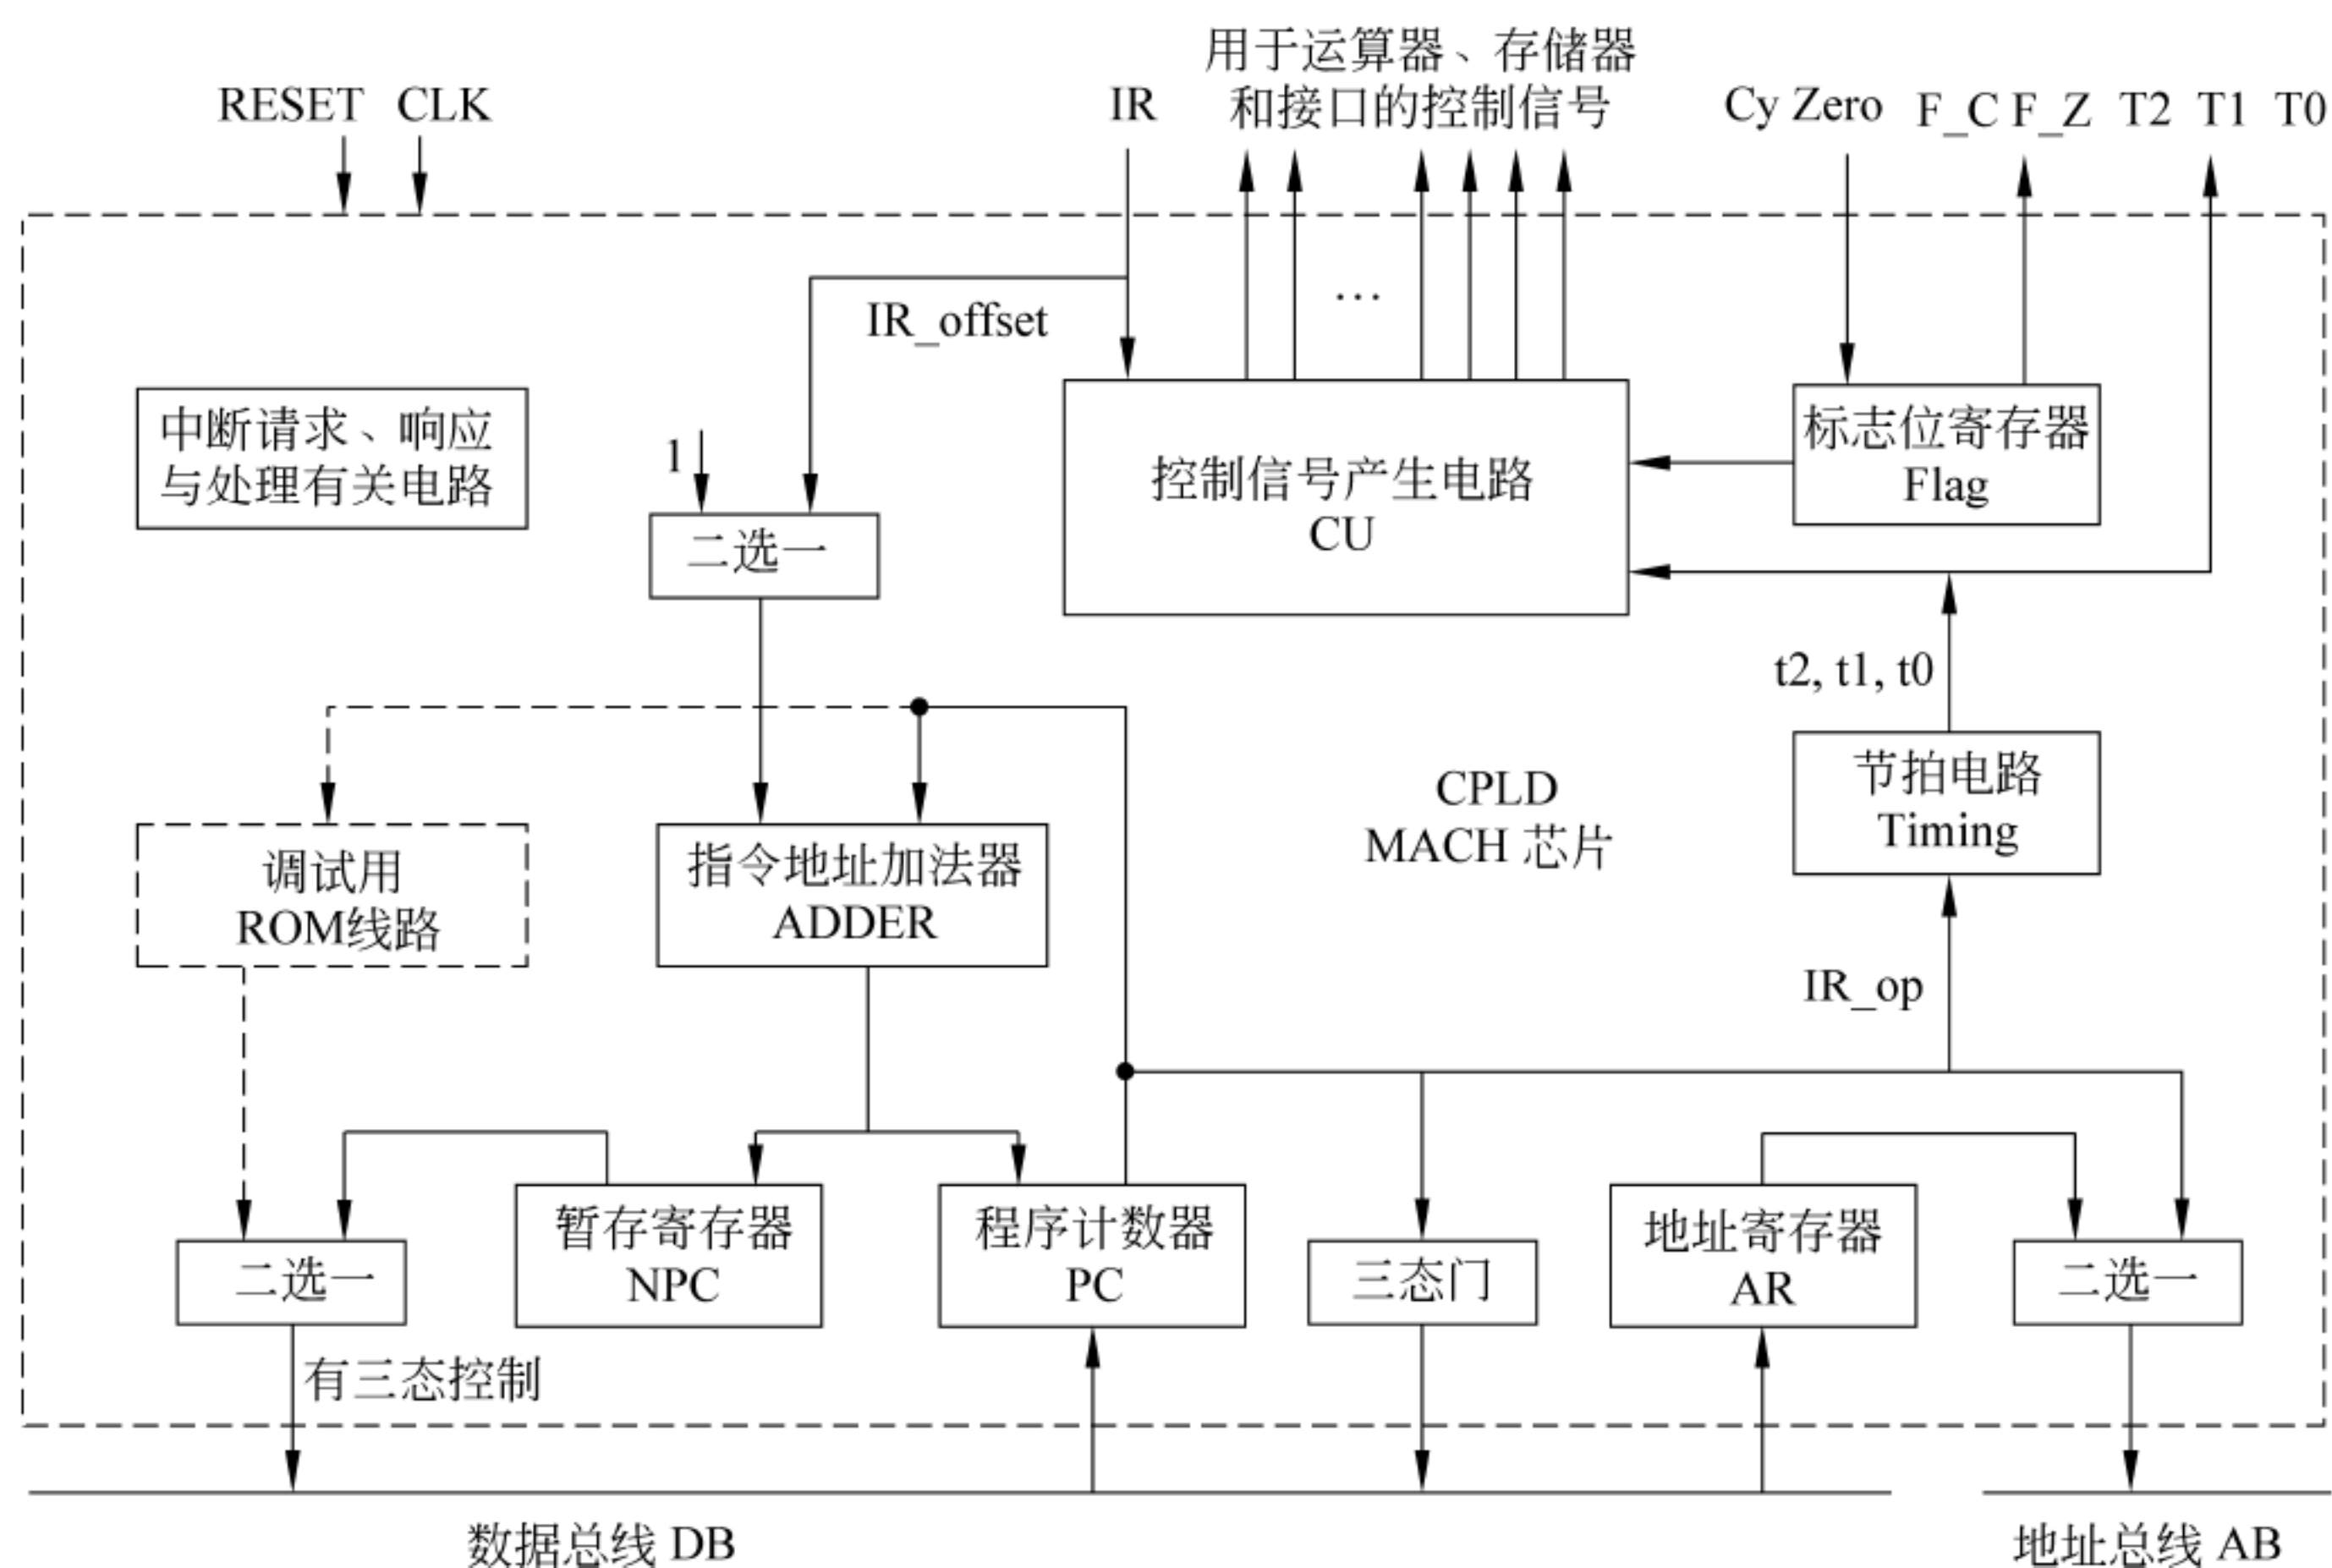 用于运算器、存储器
和接口的控制信号
RESET CLK
IR
Cy Zero
F_C F_Z T2 T1 T0
IR_offset
中断请求、响应
与处理有关电路
1
二选一
控制信号产生电路
CU
标志位寄存器
Flag
t2, t1, t0
节拍电路
Timing
CPLD
MACH 芯片
调试用
ROM线路
指令地址加法器
ADDER
IR_op
二选一
暂存寄存器
NPC
程序计数器
PC
三态门
地址寄存器
AR
二选一
有三态控制
数据总线 DB
地址总线 AB